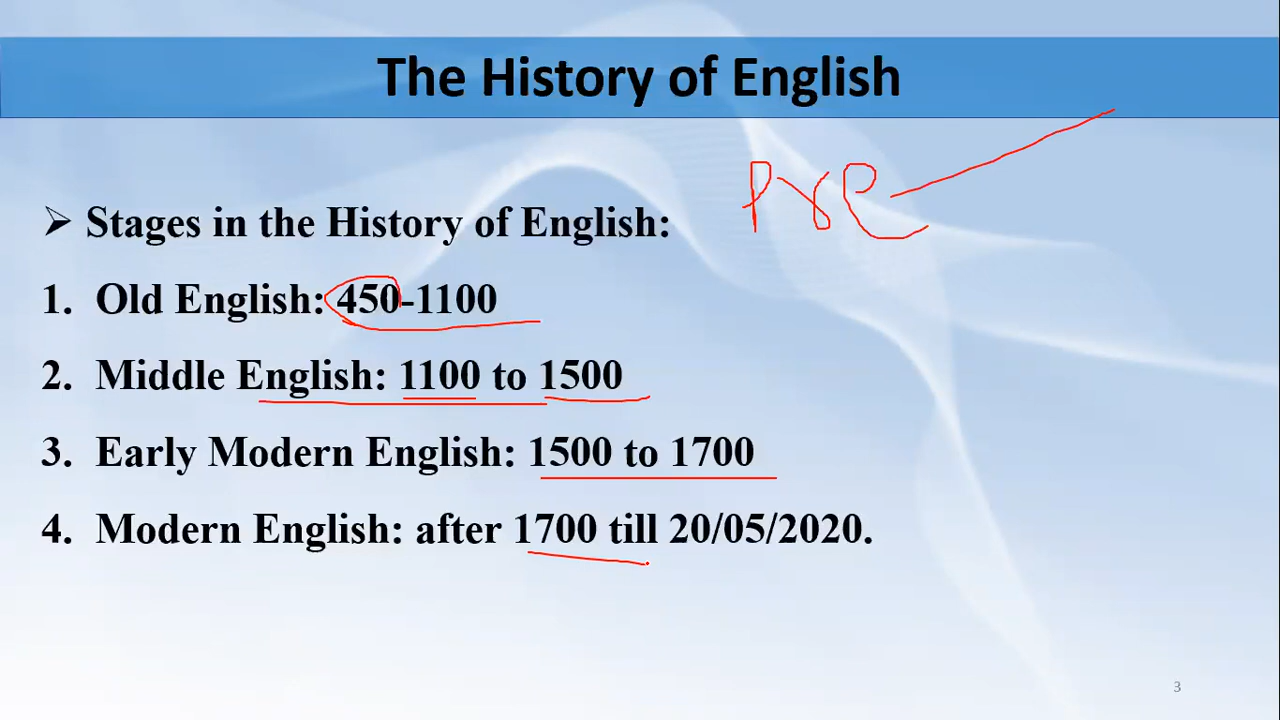 The History of English
Pre
➢ Stages in the History of English:
1. Old English: 450-1100
2. Middle English: 1100 to 1500
3. Early Modern English: 1500 to 1700
4. Modern English: after 1700 till 20/05/2020.
3